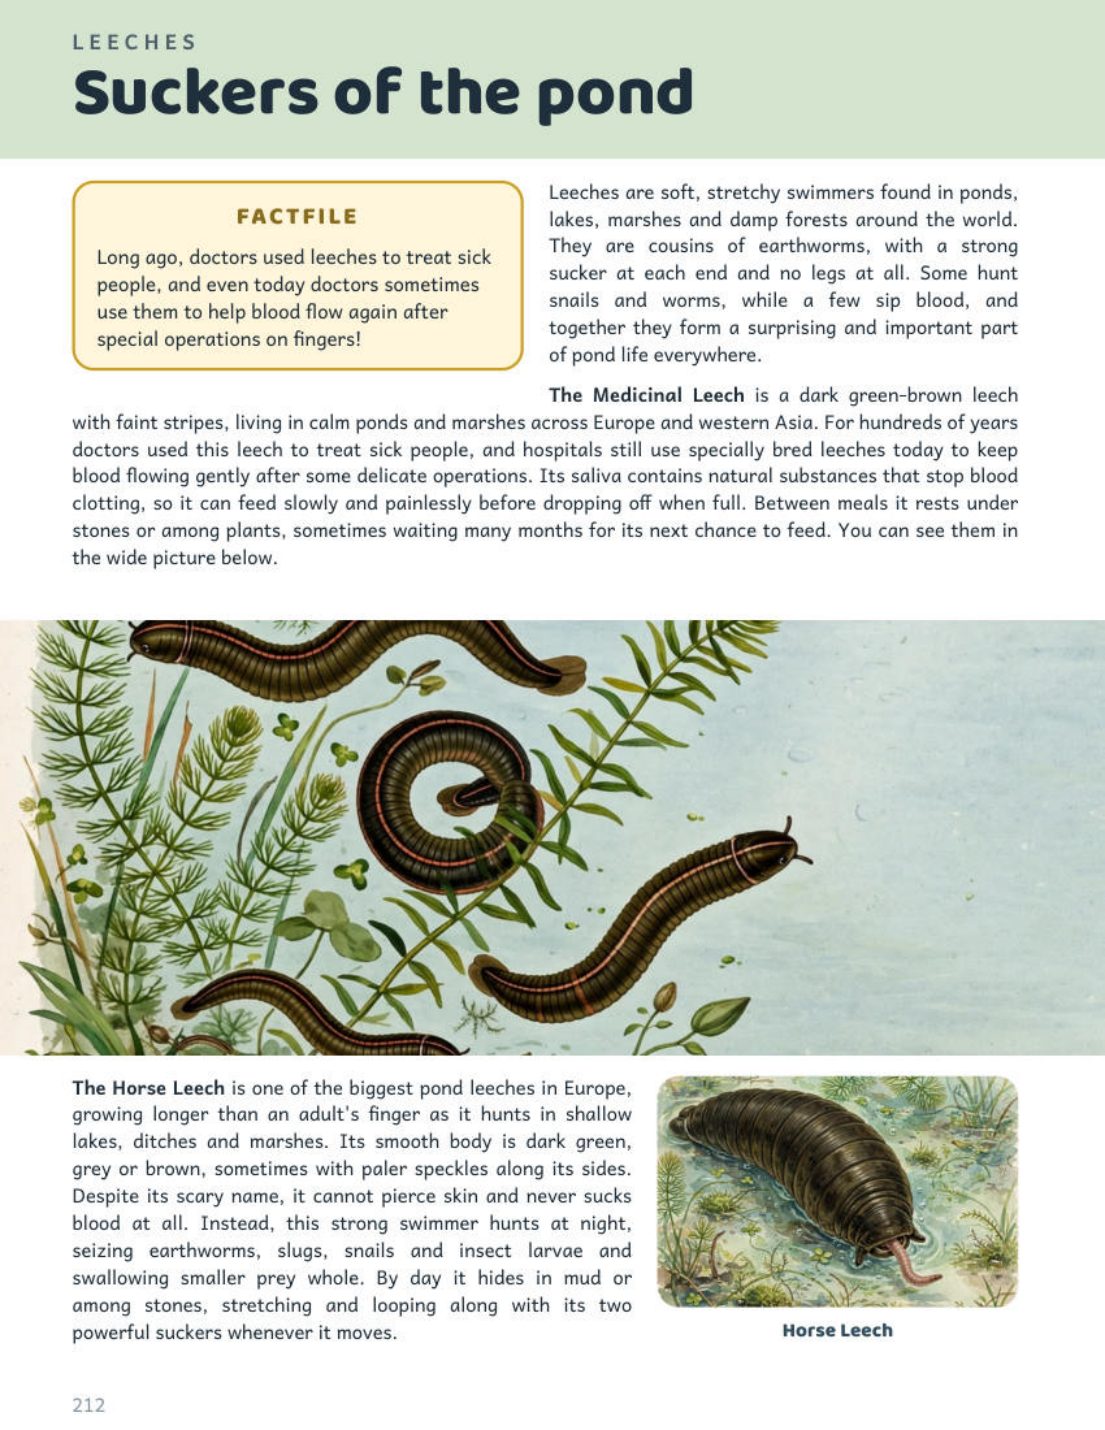 LEECHES
Suckers of the pond
FACTFILE
Long ago, doctors used leeches to treat sick
people, and even today doctors sometimes
use them to help blood flow again after
special operations on fingers!
Leeches are soft, stretchy swimmers found in ponds,
lakes, marshes and damp forests around the world.
They are cousins of earthworms, with a strong
sucker at each end and no legs at all. Some hunt
snails and worms, while a few sip blood, and
together they form a surprising and important part
of pond life everywhere.
The Medicinal Leech is a dark green-brown leech
with faint stripes, living in calm ponds and marshes across Europe and western Asia. For hundreds of years
doctors used this leech to treat sick people, and hospitals still use specially bred leeches today to keep
blood flowing gently after some delicate operations. Its saliva contains natural substances that stop blood
clotting, so it can feed slowly and painlessly before dropping off when full. Between meals it rests under
stones or among plants, sometimes waiting many months for its next chance to feed. You can see them in
the wide picture below.
The Horse Leech is one of the biggest pond leeches in Europe,
growing longer than an adult's finger as it hunts in shallow
lakes, ditches and marshes. Its smooth body is dark green,
grey or brown, sometimes with paler speckles along its sides.
Despite its scary name, it cannot pierce skin and never sucks
blood at all. Instead, this strong swimmer hunts at night,
seizing earthworms, slugs, snails and insect larvae and
swallowing smaller prey whole. By day it hides in mud or
among stones, stretching and looping along with its two
powerful suckers whenever it moves.
Horse Leech
212